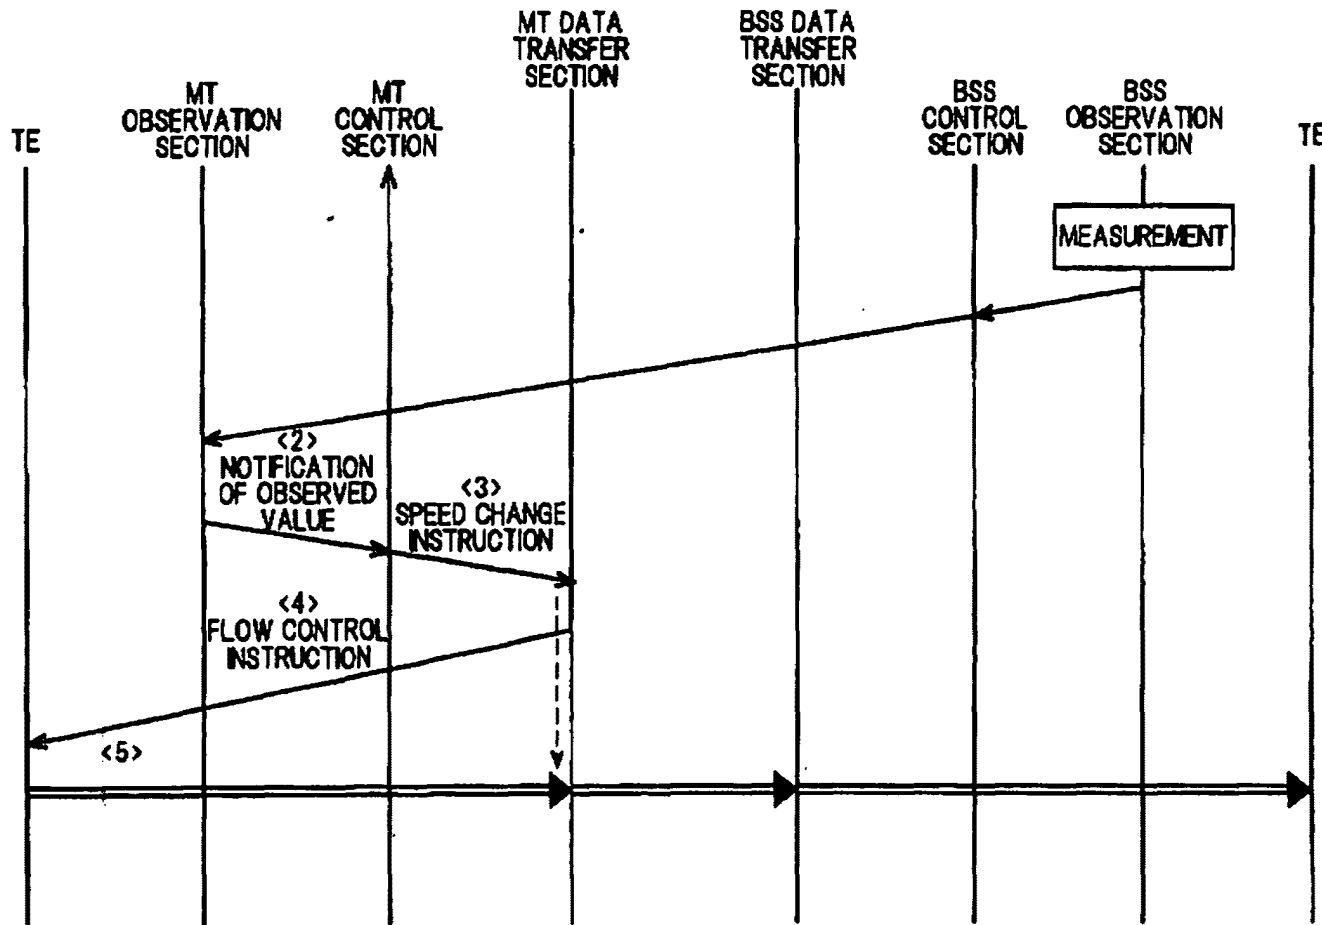 MT DATA
TRANSFER
SECTION
BSS DATA
TRANSFER
SECTION
TE
MT
OBSERVATION
SECTION
MT
CONTROL
SECTION
BSS
CONTROL
SECTION
BSS
OBSERVATION
SECTION
TE
MEASUREMENT
<2>
NOTIFICATION
OF OBSERVED
VALUE
<3>
SPEED CHANGE
INSTRUCTION
<4>
FLOW CONTROL
INSTRUCTION
<5>